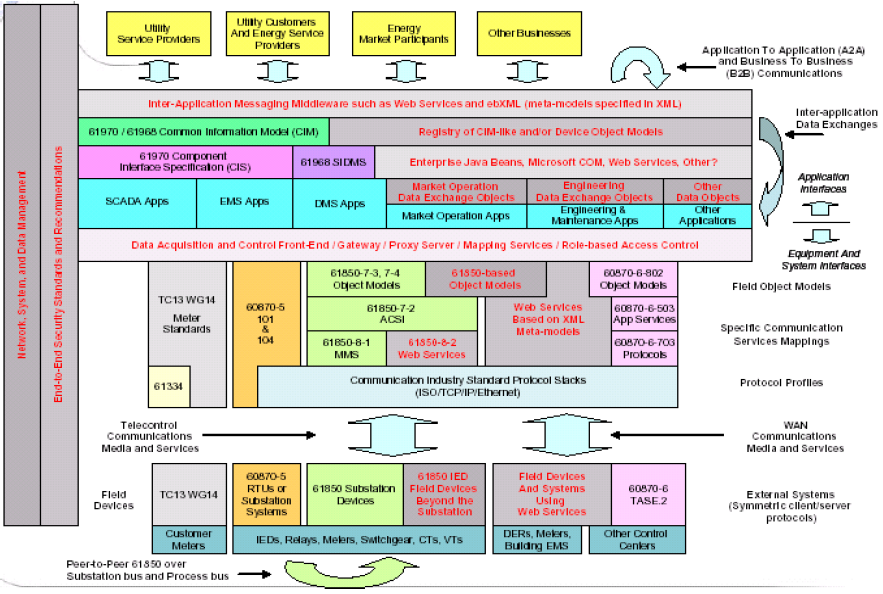 Utility
Service Providers
Utility Customers
And Energy Service
Providers
Energy
Market Participants
Other Businesses
Application To Application (A2A)
and Business To Business
(B2B) Communications
Inter-Application Messaging Middleware such as Web Services and ebXML (meta-models specified in XML)
Inter-application
Data Exchanges
61970 / 61968 Common Information Model (CIM)
Registry of CIM-like and/or Device Object Models
61970 Component
Interface Specification (CIS)
61968 SIDMS
Enterprise Java Beans, Microsoft COM, Web Services, Other?
SCADA Apps
EMS Apps
DMS Apps
Market Operation
Data Exchange Objects
Engineering
Data Exchange Objects
Other
Data Objects
Market Operation Apps
Engineering &
Maintenance Apps
Other
Applications
Application
Interfaces
Equipment And
System Interfaces
Data Acquisition and Control Front-End / Gateway / Proxy Server / Mapping Services / Role-based Access Control
Network, System, and Data Management
End-to-End Security Standards and Recommendations
TC13 WG14
Meter
Standards
60870-5
101
&
104
61850-7-3, 7-4
Object Models
61850-based
Object Models
60870-6-802
Object Models
Field Object Models
61850-7-2
ACSI
Web Services
Based on XML
Meta-models
60870-6-503
App Services
Specific Communication
Services Mappings
61850-8-1
MMS
61850-8-2
Web Services
60870-6-703
Protocols
61334
Communication Industry Standard Protocol Stacks
(ISO/TCP/IP/Ethernet)
Protocol Profiles
Telecontrol
Communications
Media and Services
WAN
Communications
Media and Services
Field
Devices
TC13 WG14
60870-5
RTUs or
Substation
Systems
61850 Substation
Devices
61850 IED
Field Devices
Beyond the
Substation
Field Devices
And Systems
Using
Web Services
60870-6
TASE.2
External Systems
(Symmetric client/server
protocols)
Customer
Meters
IEDs, Relays, Meters, Switchgear, CTs, VTs
DERs, Meters,
Building EMS
Other Control
Centers
Peer-to-Peer 61850 over
Substation bus and Process bus